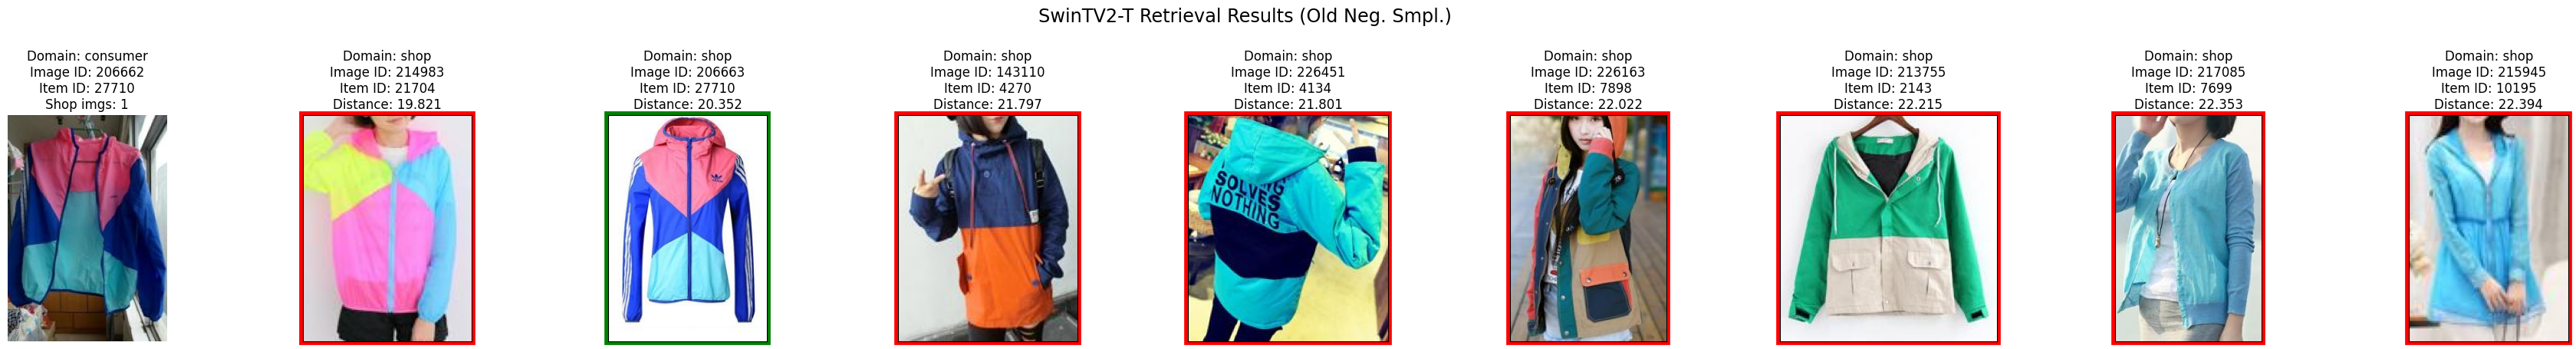 SwinTV2-T Retrieval Results (Old Neg. Smpl.)
Domain: consumer
Image ID: 206662
Item ID: 27710
Shop imgs: 1
Domain: shop
Image ID: 214983
Item ID: 21704
Distance: 19.821
Domain: shop
Image ID: 206663
Item ID: 27710
Distance: 20.352
Domain: shop
Image ID: 143110
Item ID: 4270
Distance: 21.797
Domain: shop
Image ID: 226451
Item ID: 4134
Distance: 21.801
SOLVES
NOTHING
Domain: shop
Image ID: 226163
Item ID: 7898
Distance: 22.022
Domain: shop
Image ID: 213755
Item ID: 2143
Distance: 22.215
Domain: shop
Image ID: 217085
Item ID: 7699
Distance: 22.353
Domain: shop
Image ID: 215945
Item ID: 10195
Distance: 22.394